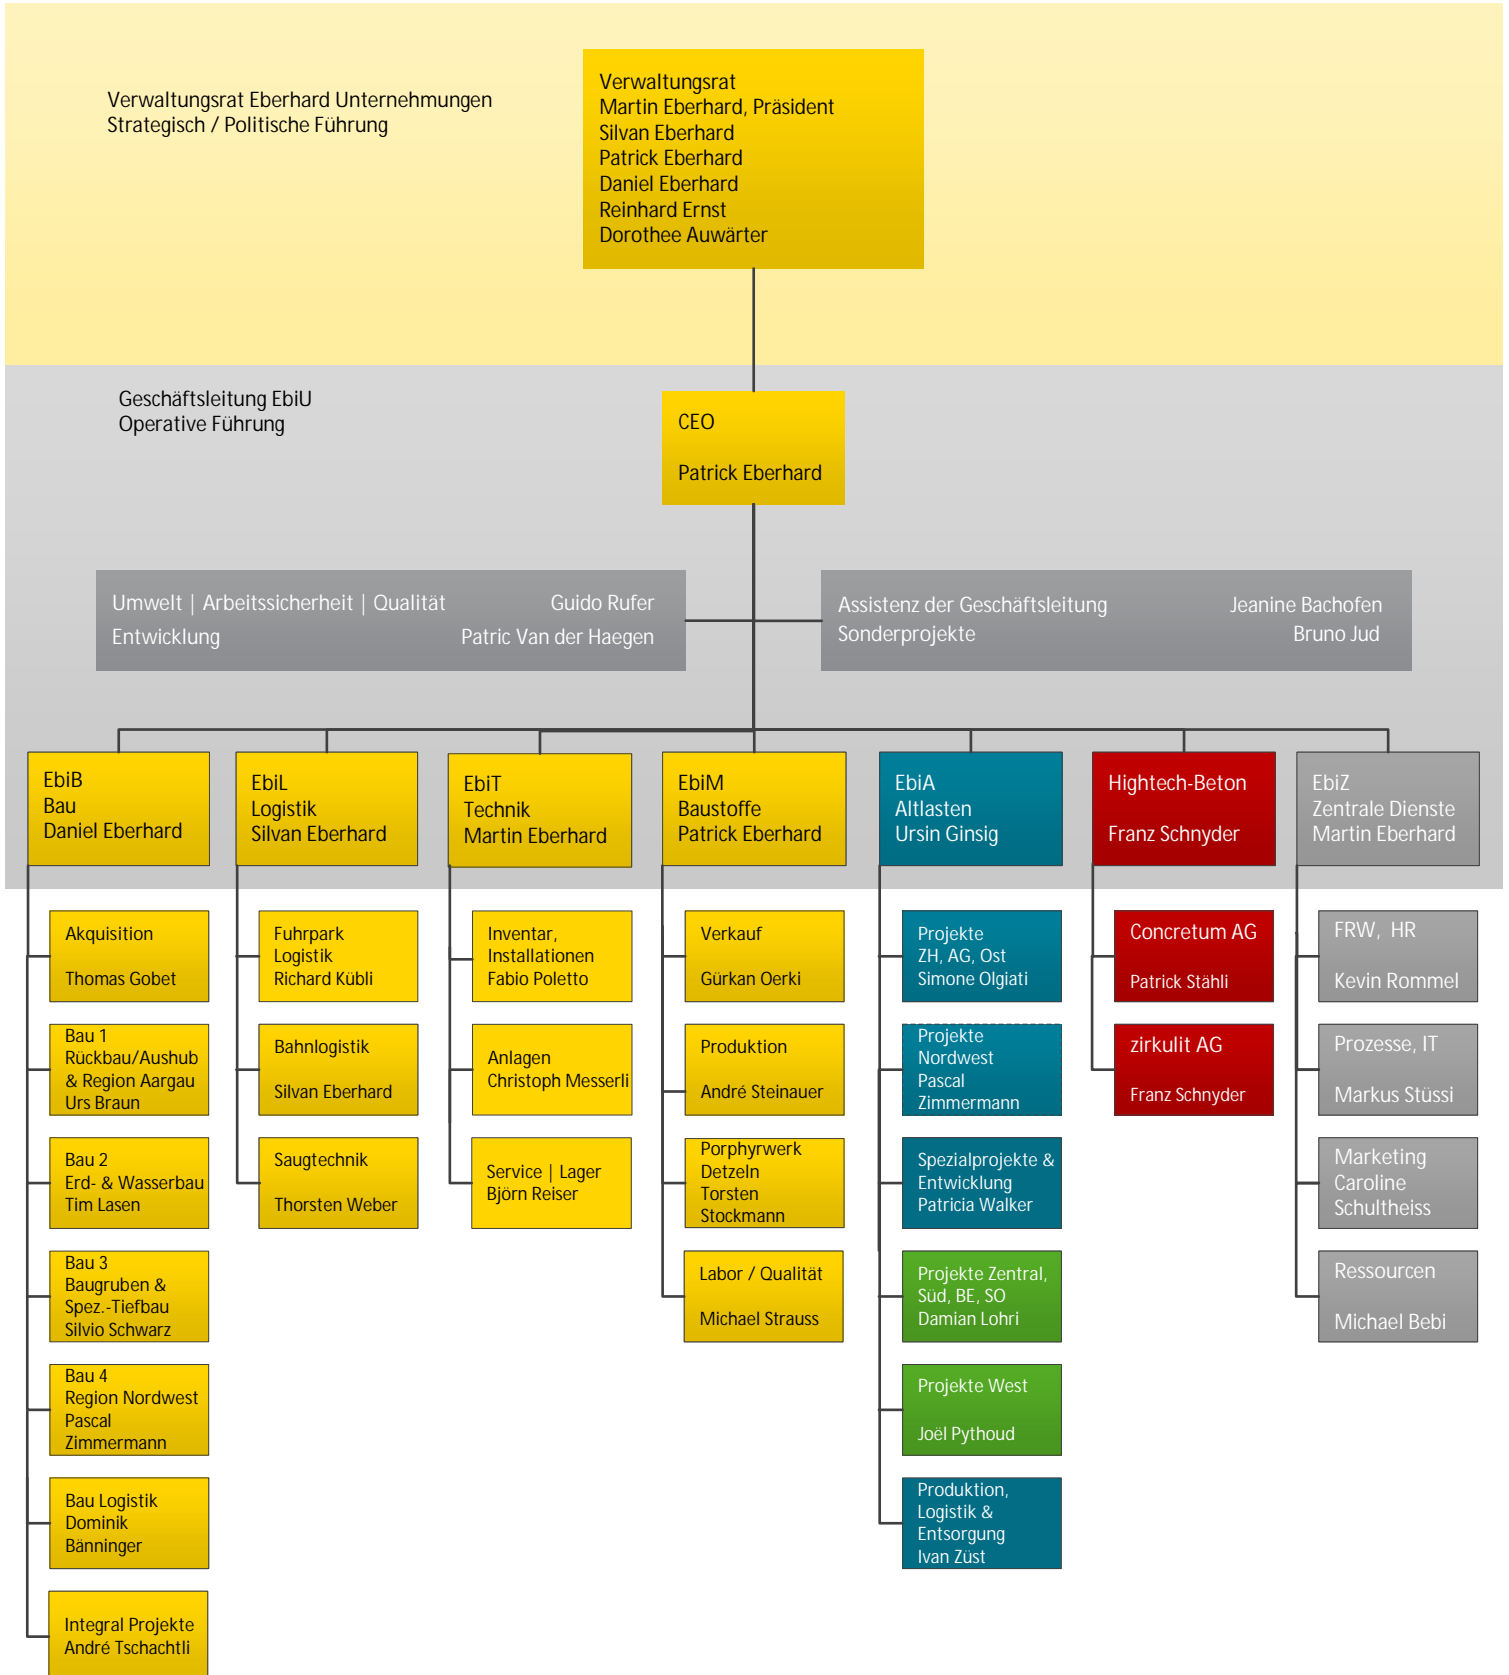 Verwaltungsrat Eberhard Unternehmungen
Strategisch / Politische Führung
Verwaltungsrat
Martin Eberhard, Präsident
Silvan Eberhard
Patrick Eberhard
Daniel Eberhard
Reinhard Ernst
Dorothee Auwärter
Geschäftsleitung EbiU
Operative Führung
CEO
Patrick Eberhard
Umwelt | Arbeitssicherheit | Qualität Guido Rufer
Entwicklung Patric Van der Haegen
Assistenz der Geschäftsleitung Jeanine Bachofen
Sonderprojekte Bruno Jud
EbiB
Bau
Daniel Eberhard
EbiL
Logistik
Silvan Eberhard
EbiT
Technik
Martin Eberhard
EbiM
Baustoffe
Patrick Eberhard
EbiA
Altlasten
Ursin Ginsig
Hightech-Beton
Franz Schnyder
EbiZ
Zentrale Dienste
Martin Eberhard
Akquisition
Thomas Gobet
Bau 1
Rückbau/Aushub
& Region Aargau
Urs Braun
Bau 2
Erd- & Wasserbau
Tim Lasen
Bau 3
Baugruben &
Spez.-Tiefbau
Silvio Schwarz
Bau 4
Region Nordwest
Pascal
Zimmermann
Bau Logistik
Dominik
Bänninger
Integral Projekte
André Tschachtli
Fuhrpark
Logistik
Richard Kübli
Bahnlogistik
Silvan Eberhard
Saugtechnik
Thorsten Weber
Inventar,
Installationen
Fabio Poletto
Anlagen
Christoph Messerli
Service | Lager
Björn Reiser
Verkauf
Gürkan Oerki
Produktion
André Steinauer
Porphyrwerk
Detzeln
Torsten
Stockmann
Labor / Qualität
Michael Strauss
Projekte
ZH, AG, Ost
Simone Olgiati
Projekte
Nordwest
Pascal
Zimmermann
Spezialprojekte &
Entwicklung
Patricia Walker
Projekte Zentral,
Süd, BE, SO
Damian Lohri
Projekte West
Joël Pythoud
Produktion,
Logistik &
Entsorgung
Ivan Züst
Concretum AG
Patrick Stähli
zirkulit AG
Franz Schnyder
FRW, HR
Kevin Rommel
Prozesse, IT
Markus Stüssi
Marketing
Caroline
Schultheiss
Ressourcen
Michael Bebi